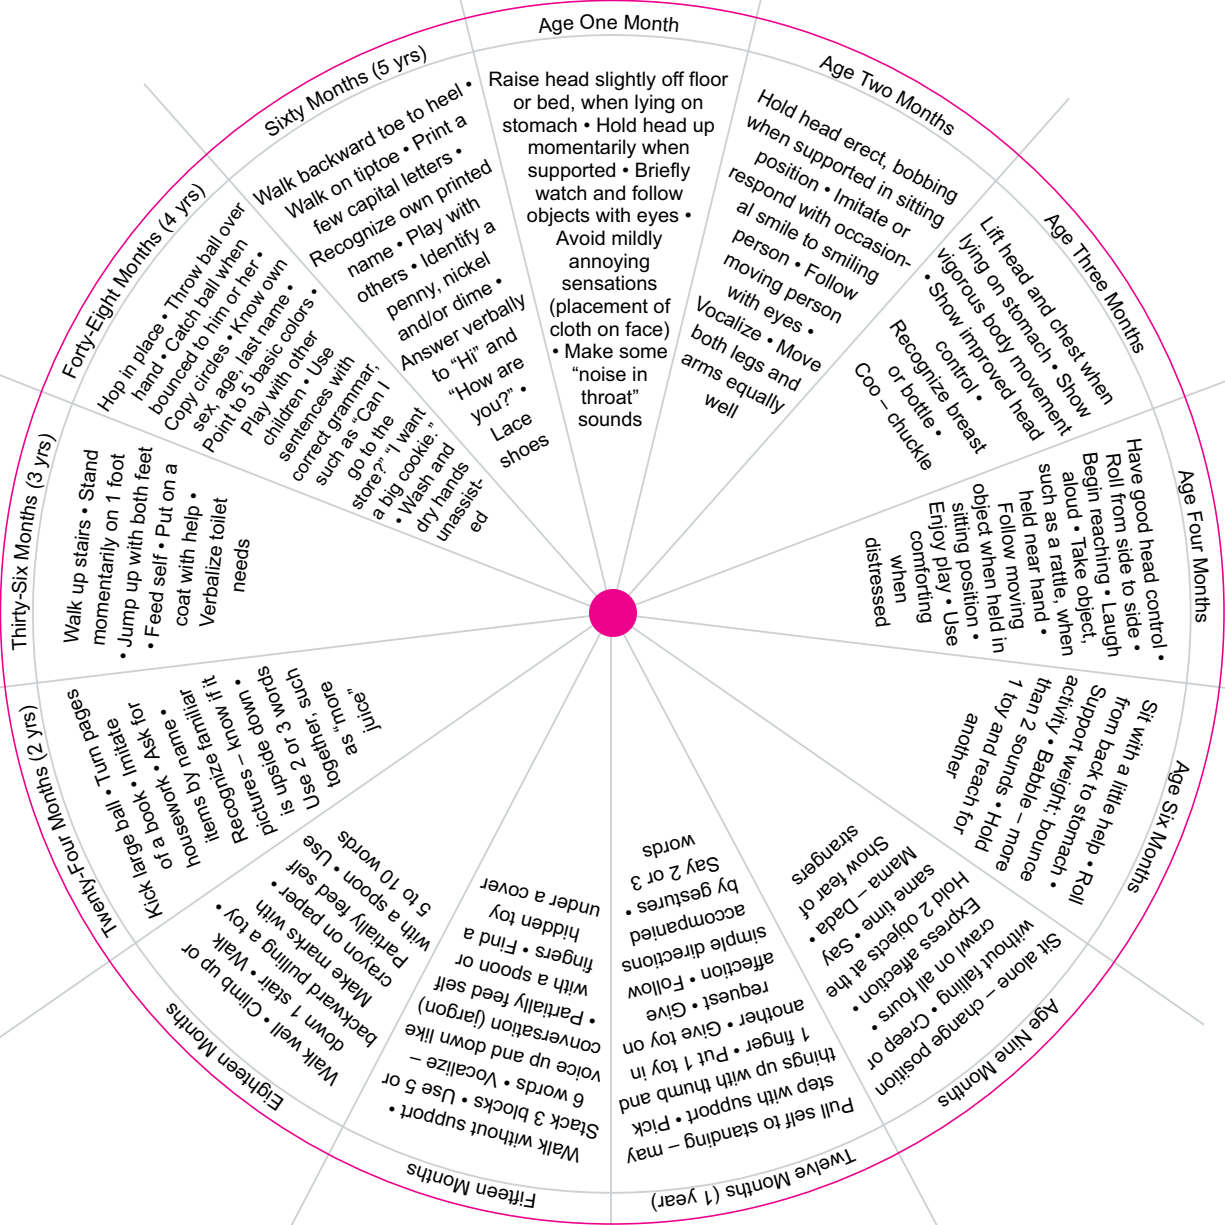 Age One Month
Raise head slightly off floor
or bed, when lying on
stomach • Hold head up
momentarily when
supported • Briefly
watch and follow
objects with eyes •
Avoid mildly
annoying
sensations
(placement of
cloth on face)
• Make some
“noise in
throat”
sounds
Age Two Months
Hold head erect, bobbing
when supported in sitting
position • Imitate or
respond with occasion-
al smile to smiling
person • Follow
moving person
with eyes •
Vocalize • Move
both legs and
arms equally
well
Age Three Months
Lift head and chest when
lying on stomach • Show
vigorous body movement
• Show improved head
control •
Recognize breast
or bottle •
Coo – chuckle
Age Four Months
Have good head control •
Roll from side to side •
Begin reaching • Laugh
aloud • Take object,
such as a rattle, when
held near hand •
Follow moving
object when held in
sitting position •
Enjoy play • Use
comforting
when
distressed
Age Six Months
Sit with a little help • Roll
from back to stomach •
Support weight; bounce
activity • Babble – more
than 2 sounds • Hold
1 toy and reach for
another
Age Nine Months
Sit alone – change position
without falling • Creep or
crawl on all fours •
Express affection •
Hold 2 objects at the
same time • Say
Mama – Dada •
Show fear of
strangers
Twelve Months (1 year)
Pull self to standing – may
step with support • Pick
things up with thumb and
1 finger • Put 1 toy in
another • Give toy on
request • Give
affection • Follow
simple directions
accompanied
by gestures •
Say 2 or 3
words
Fifteen Months
Walk without support •
Stack 3 blocks • Use 5 or
6 words • Vocalize –
voice up and down like
conversation (jargon)
• Partially feed self
with a spoon or
fingers • Find a
hidden toy
under a cover
Eighteen Months
Walk well • Climb up or
down 1 stair • Walk
backward pulling a toy •
Make marks with
crayon on paper •
Partially feed self
with a spoon • Use
5 to 10 words
Twenty-Four Months (2 yrs)
Kick large ball • Turn pages
of a book • Imitate
housework • Ask for
items by name •
Recognize familiar
pictures – know if it
is upside down •
Use 2 or 3 words
together, such
as “more
juice”
Thirty-Six Months (3 yrs)
Walk up stairs • Stand
momentarily on 1 foot
• Jump up with both feet
• Feed self • Put on a
coat with help •
Verbalize toilet
needs
Forty-Eight Months (4 yrs)
Hop in place • Throw ball over
hand • Catch ball when
bounced to him or her •
Copy circles • Know own
sex, age, last name •
Point to 5 basic colors •
Play with other
children • Use
sentences with
correct grammar,
such as “Can I
go to the
store?” “I want
a big cookie.”
• Wash and
dry hands
unassist-
ed
Sixty Months (5 yrs)
Walk backward toe to heel •
Walk on tiptoe • Print a
few capital letters •
Recognize own printed
name • Play with
others • Identify a
penny, nickel
and/or dime •
Answer verbally
to “Hi” and
“How are
you?” •
Lace
shoes